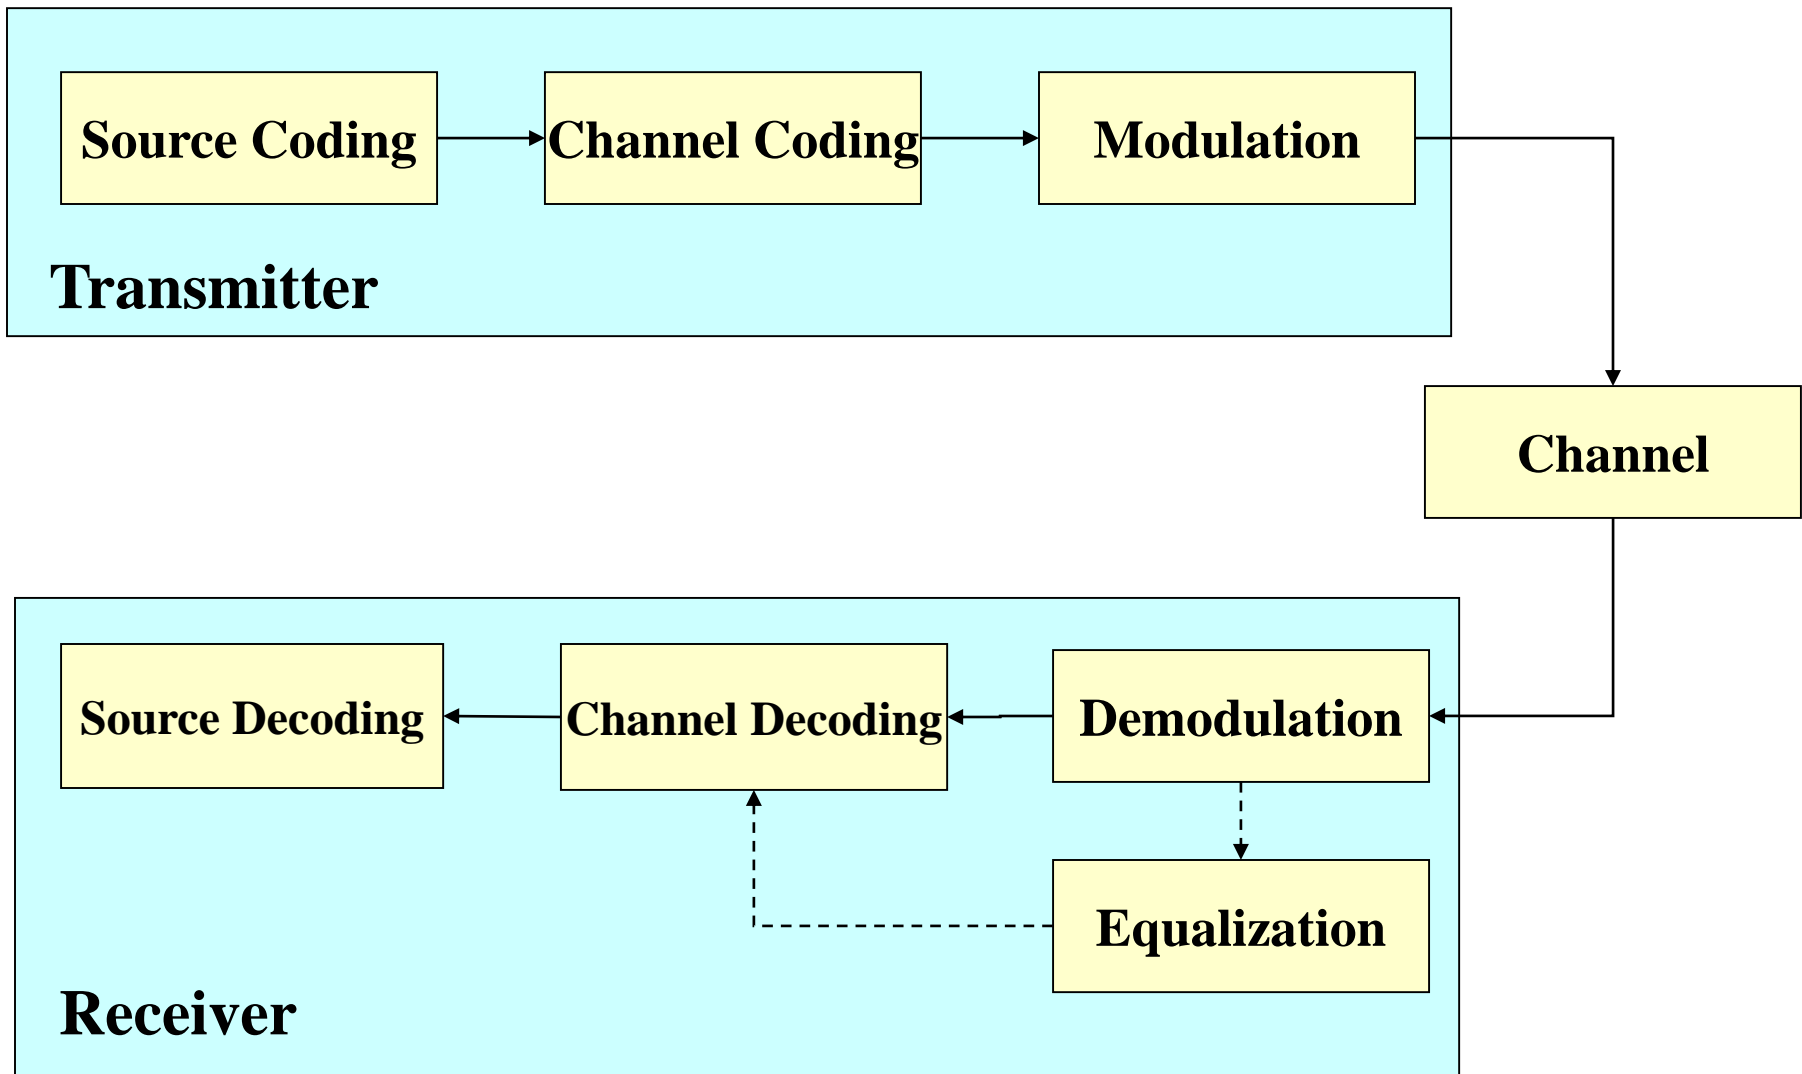 Source Coding
Channel Coding
Modulation
Transmitter
Channel
Source Decoding
Channel Decoding
Demodulation
Equalization
Receiver